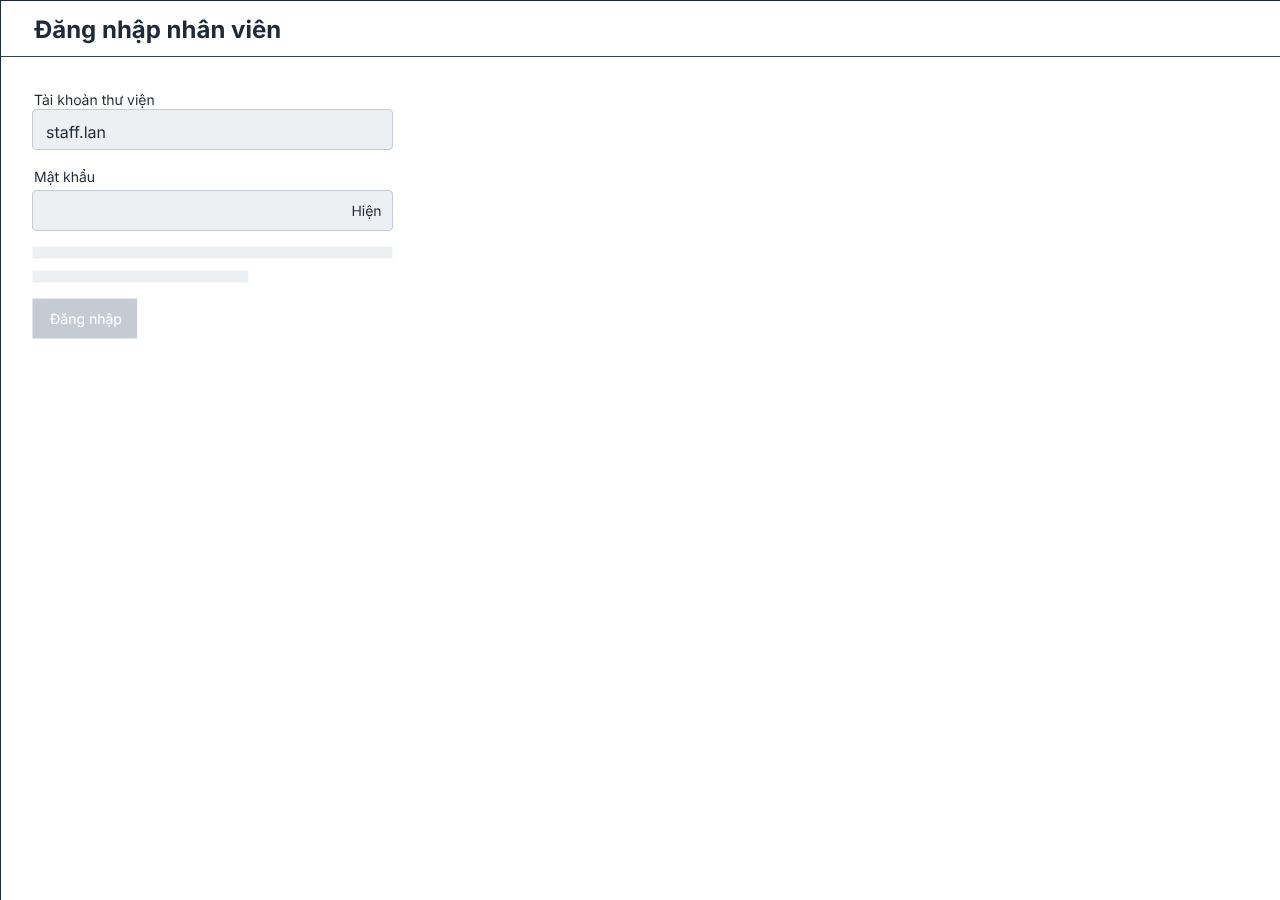 Đăng nhập nhân viên
Tài khoản thư viện
staff.lan
Mật khẩu
Hiện
Đăng nhập